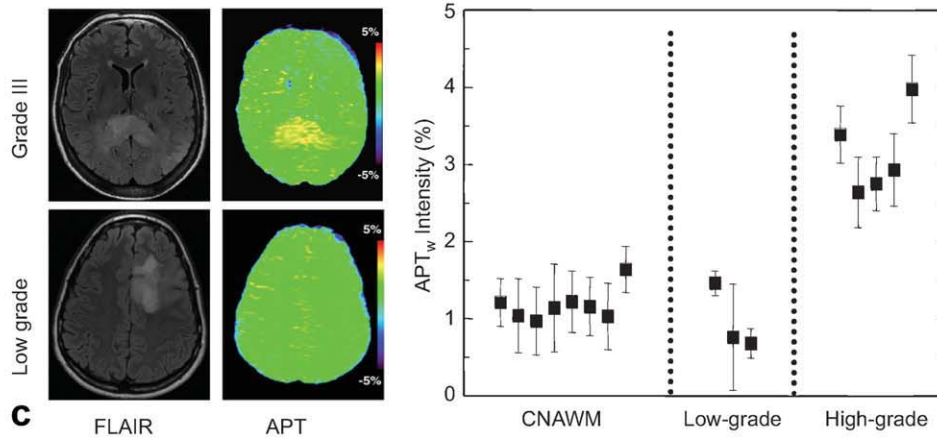 Grade III
5%
-5%
Low grade
5%
-5%
C
FLAIR
APT
APTw Intensity (%)
5
4
3
2
1
0
CNAWM
Low-grade
High-grade